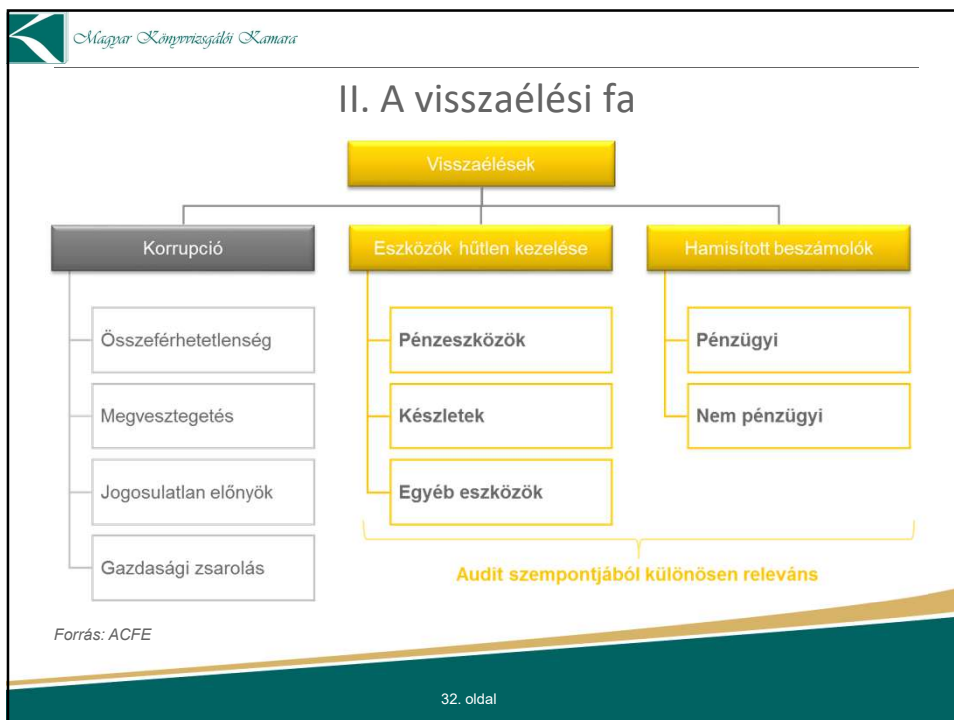 Magyar Könyvvizsgálói Kamara
II. A visszaélési fa
Visszaélések
Korrupció
Összeférhetetlenség
Megvesztegetés
Jogosulatlan előnyök
Gazdasági zsarolás
Eszközök hűtlen kezelése
Pénzeszközök
Készletek
Egyéb eszközök
Hamisított beszámolók
Pénzügyi
Nem pénzügyi
Audit szempontjából különösen releváns
Forrás: ACFE
32. oldal